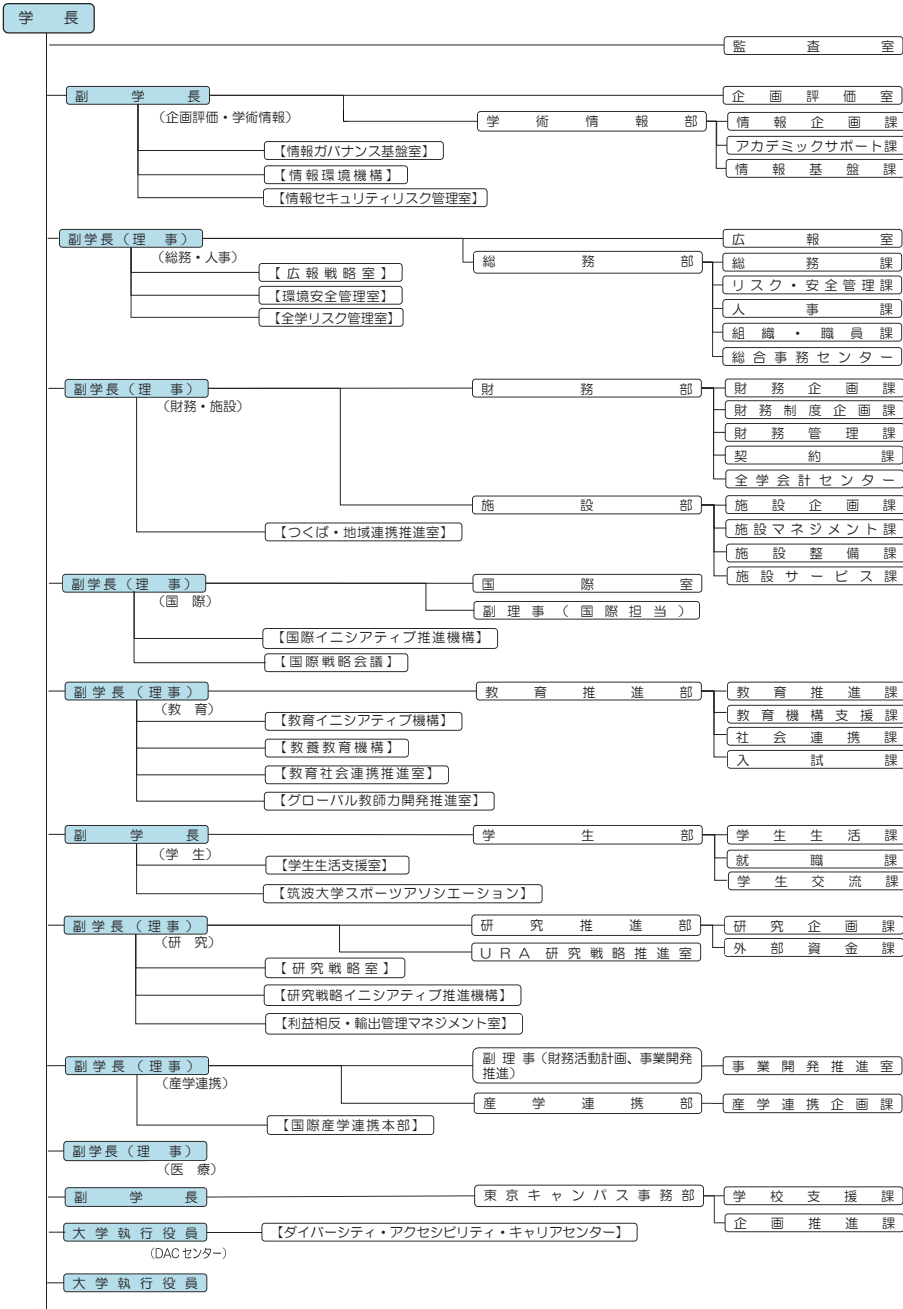 学長
監査室
副学長
(企画評価・学術情報)
企画評価室
学術情報部
情報企画課
アカデミックサポート課
情報基盤課
【情報ガバナンス基盤室】
【情報環境機構】
【情報セキュリティリスク管理室】
副学長(理事)
(総務・人事)
広報室
総務部
総務課
リスク・安全管理課
人事課
組織・職員課
総合事務センター
【広報戦略室】
【環境安全管理室】
【全学リスク管理室】
副学長(理事)
(財務・施設)
財務部
財務企画課
財務制度企画課
財務管理課
契約課
全学会計センター
施設部
施設企画課
施設マネジメント課
施設整備課
施設サービス課
【つくば・地域連携推進室】
副学長(理事)
(国際)
国際室
副理事(国際担当)
【国際イニシアティブ推進機構】
【国際戦略会議】
副学長(理事)
(教育)
教育推進部
教育推進課
教育機構支援課
社会連携課
入試課
【教育イニシアティブ機構】
【教養教育機構】
【教育社会連携推進室】
【グローバル教師力開発推進室】
副学長
(学生)
学生部
学生生活課
就職課
学生交流課
【学生生活支援室】
【筑波大学スポーツアソシエーション】
副学長(理事)
(研究)
研究推進部
研究企画課
外部資金課
URA研究戦略推進室
【研究戦略室】
【研究戦略イニシアティブ推進機構】
【利益相反・輸出管理マネジメント室】
副学長(理事)
(産学連携)
副理事(財務活動計画、事業開発
推進)
事業開発推進室
産学連携部
産学連携企画課
【国際産学連携本部】
副学長(理事)
(医療)
副学長
東京キャンパス事務部
学校支援課
企画推進課
大学執行役員
(DACセンター)
【ダイバーシティ・アクセシビリティ・キャリアセンター】
大学執行役員